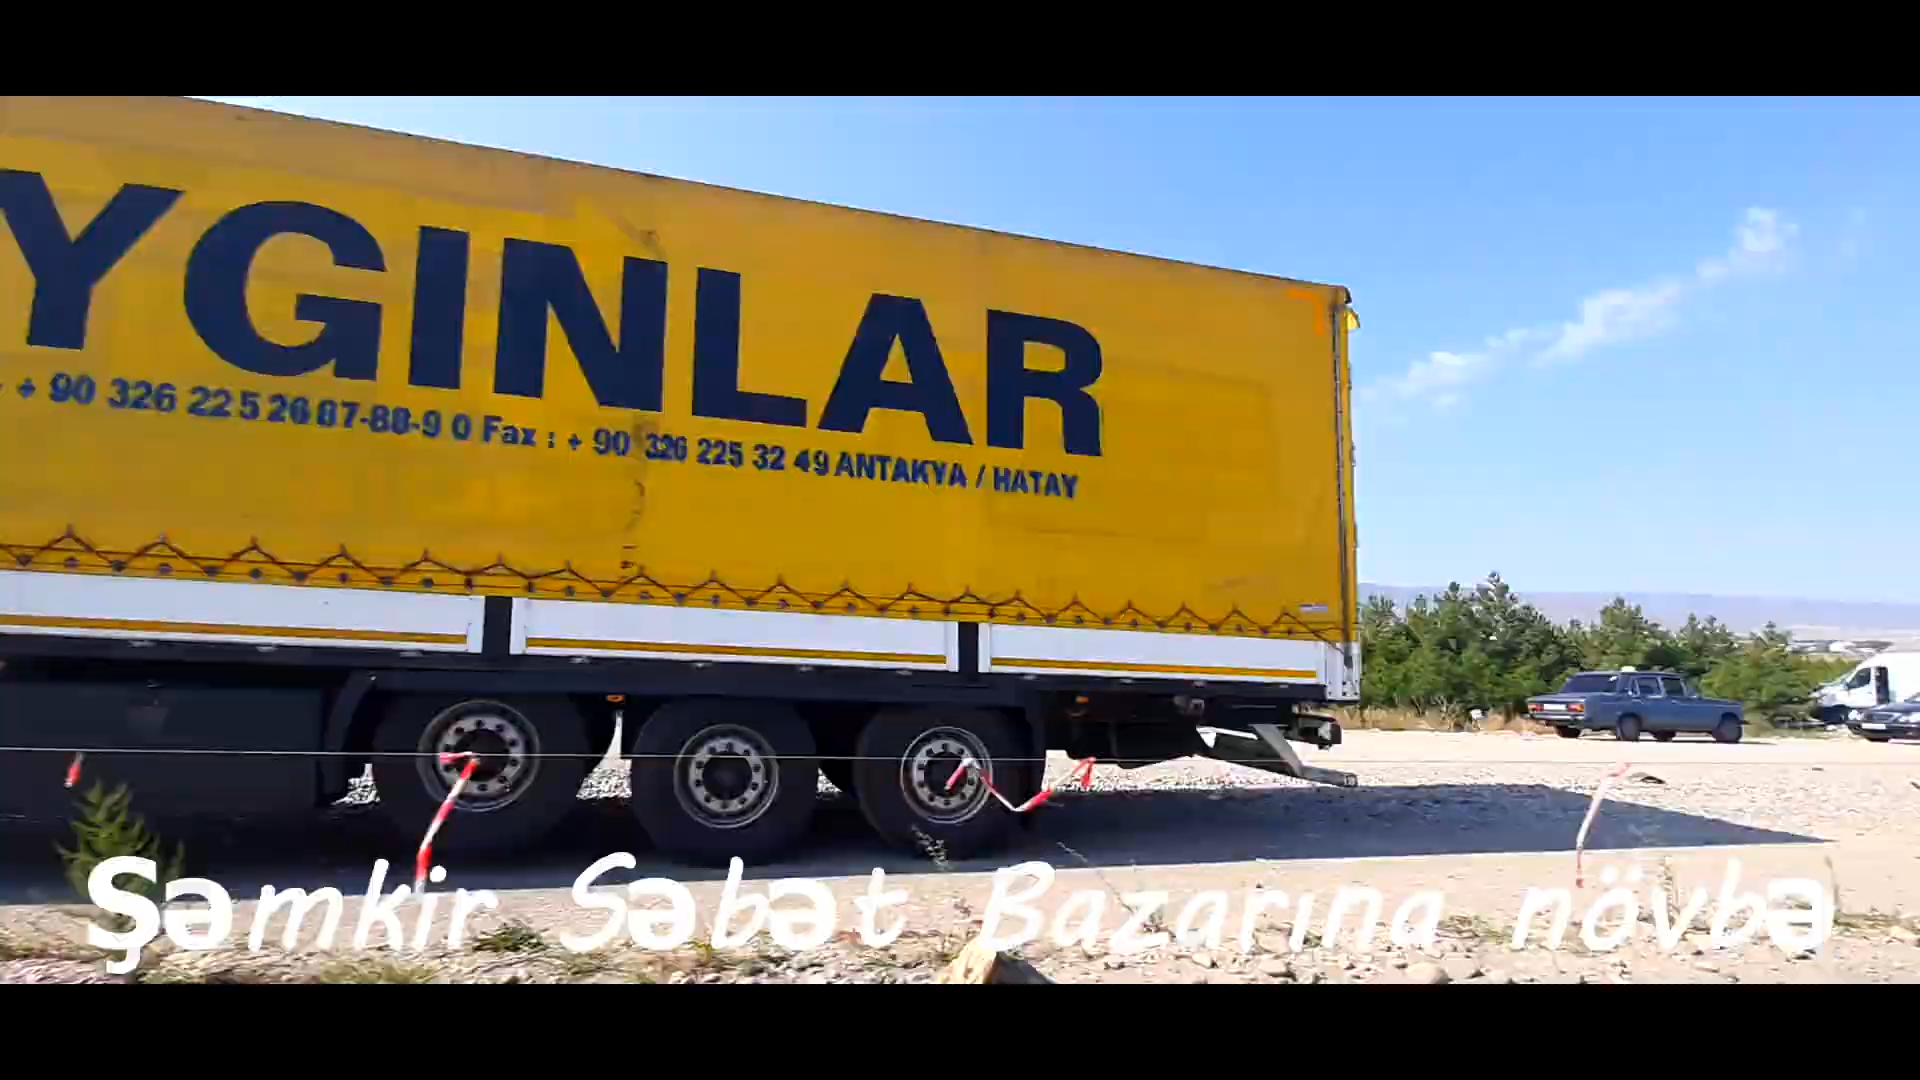 YGINLAR
+ 90 326 225 26 87-88-9 0 Fax : + 90 326 225 32 49 ANTAKYA / HATAY
Şəmkir Səbət Bazarına növbə